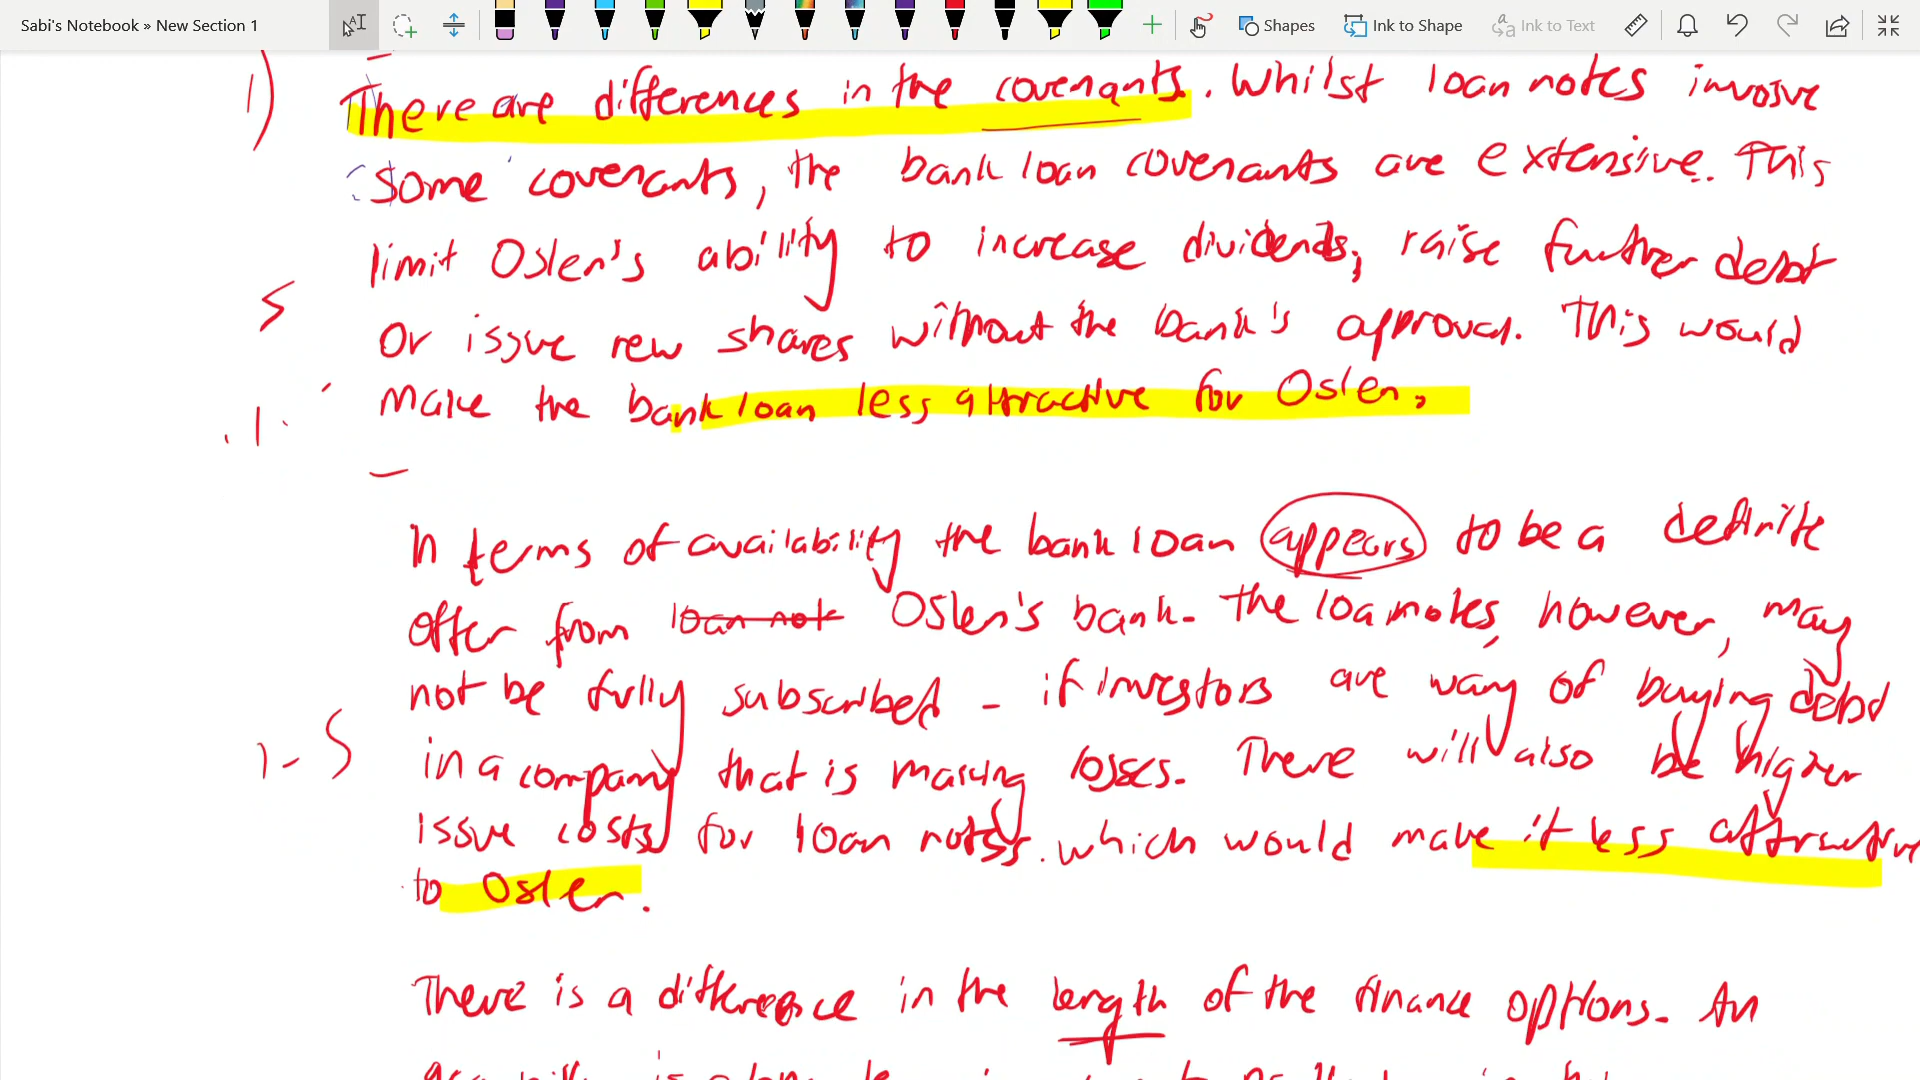 Sabi's Notebook » New Section 1
Shapes
Ink to Shape
Ink to Text
1) There are differences in the covenants. Whilst loan notes involve
some covenants, the bank loan covenants are extensive. This
limit Oslen's ability to increase dividends, raise further debt
5
or issue new shares without the bank's approval. This would
make the bank loan less attractive for Oslen,
.1.
In terms of availability the bank loan appears to be a definite
offer from loan not Oslen's bank. The loan notes, however, may
not be fully subscribed - if investors are wary of buying debt
1-5
in a company that is making losses. There will also be higher
issue costs for loan notes. which would make it less attractive
to Oslen.
There is a difference in the length of the finance options. An
is a